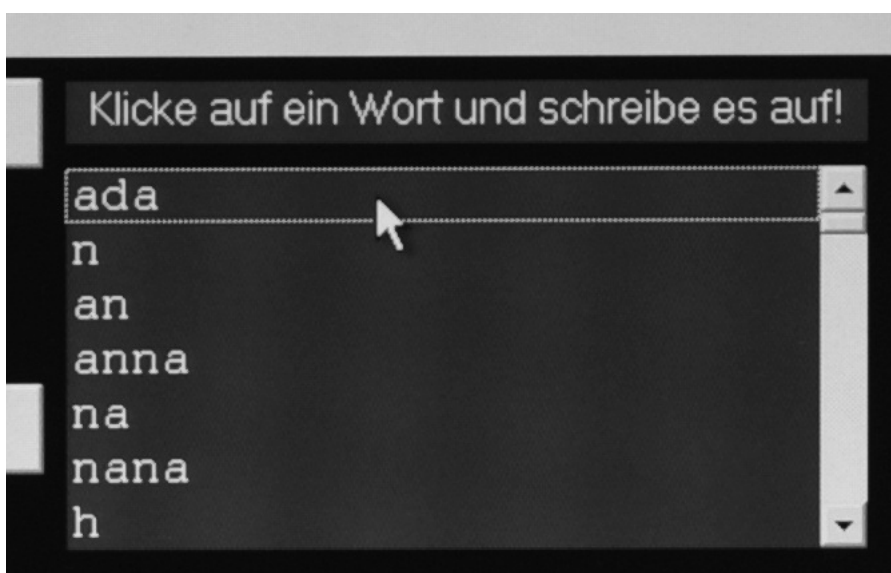 Klicke auf ein Wort und schreibe es auf!
ada
n
an
anna
na
nana
h